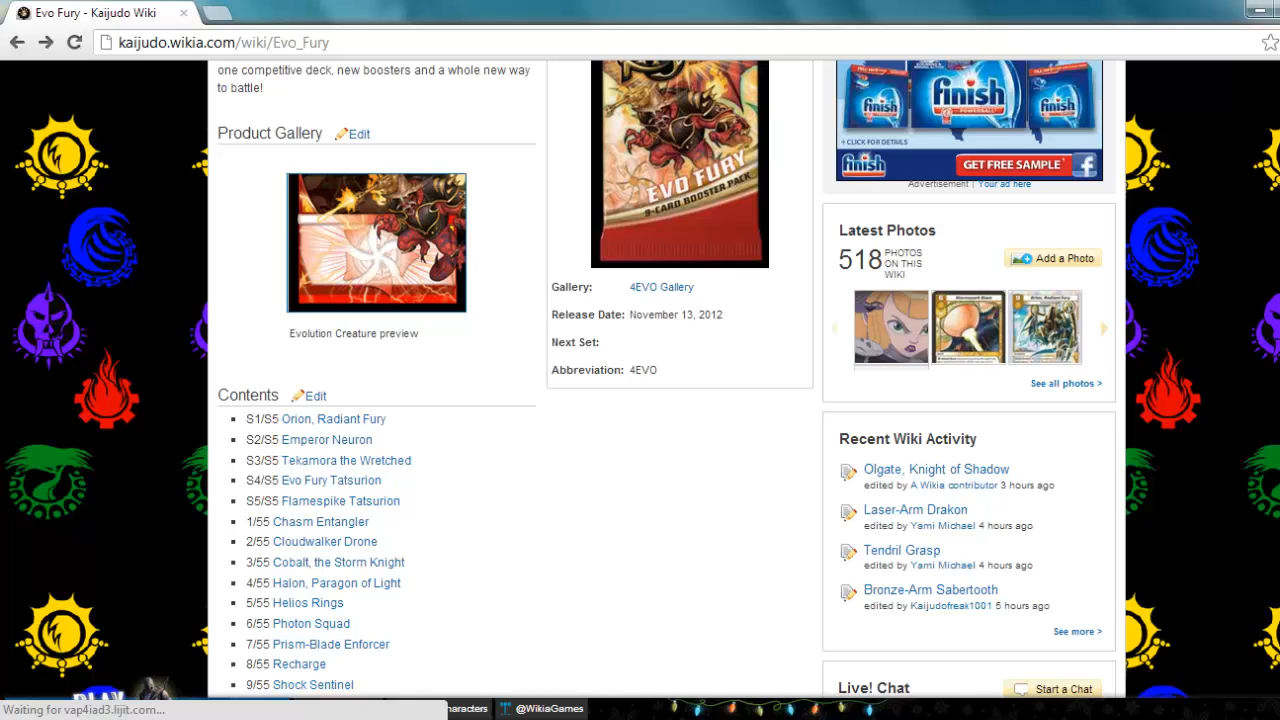 Evo Fury - Kaijudo Wiki
kaijudo.wikia.com/wiki/Evo_Fury
one competitive deck, new boosters and a whole new way
to battle!
Product Gallery Edit
Evolution Creature preview
Contents Edit
S1/S5 Orion, Radiant Fury
S2/S5 Emperor Neuron
S3/S5 Tekamora the Wretched
S4/S5 Evo Fury Tatsurion
S5/S5 Flamespike Tatsurion
1/55 Chasm Entangler
2/55 Cloudwalker Drone
3/55 Cobalt, the Storm Knight
4/55 Halon, Paragon of Light
5/55 Helios Rings
6/55 Photon Squad
7/55 Prism-Blade Enforcer
8/55 Recharge
9/55 Shock Sentinel
EVO FURY
9-CARD BOOSTER PACK
Gallery: 4EVO Gallery
Release Date: November 13, 2012
Next Set:
Abbreviation: 4EVO
finish
finish
finish
POWERBALL
CLICK FOR DETAILS
finish
GET FREE SAMPLE
Advertisement | Your ad here
Latest Photos
518 PHOTOS
ON THIS
WIKI
Add a Photo
Stormspark Blast
Orion, Radiant Fury
See all photos >
Recent Wiki Activity
Olgate, Knight of Shadow
edited by A Wikia contributor 3 hours ago
Laser-Arm Drakon
edited by Yami Michael 4 hours ago
Tendril Grasp
edited by Yami Michael 4 hours ago
Bronze-Arm Sabertooth
edited by Kaijudofreak1001 5 hours ago
See more >
Live! Chat
Start a Chat
PLAY
Waiting for vap4iad3.lijit.com...
aracters
@WikiaGames